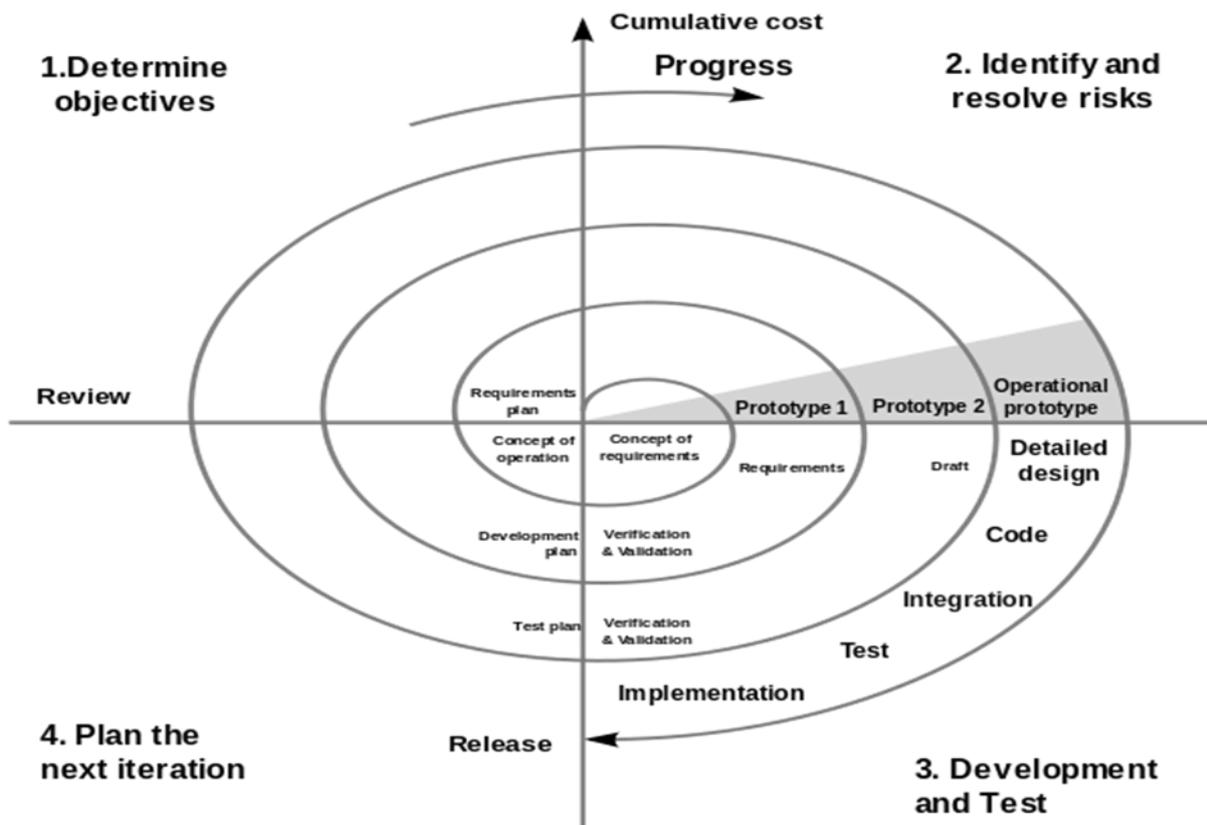 Cumulative cost
Progress
1.Determine
objectives
2. Identify and
resolve risks
Review
Requirements
plan
Concept of
operation
Concept of
requirements
Prototype 1
Prototype 2
Operational
prototype
Requirements
Draft
Detailed
design
Development
plan
Verification
& Validation
Code
Integration
Test plan
Verification
& Validation
Test
Implementation
Release
4. Plan the
next iteration
3. Development
and Test